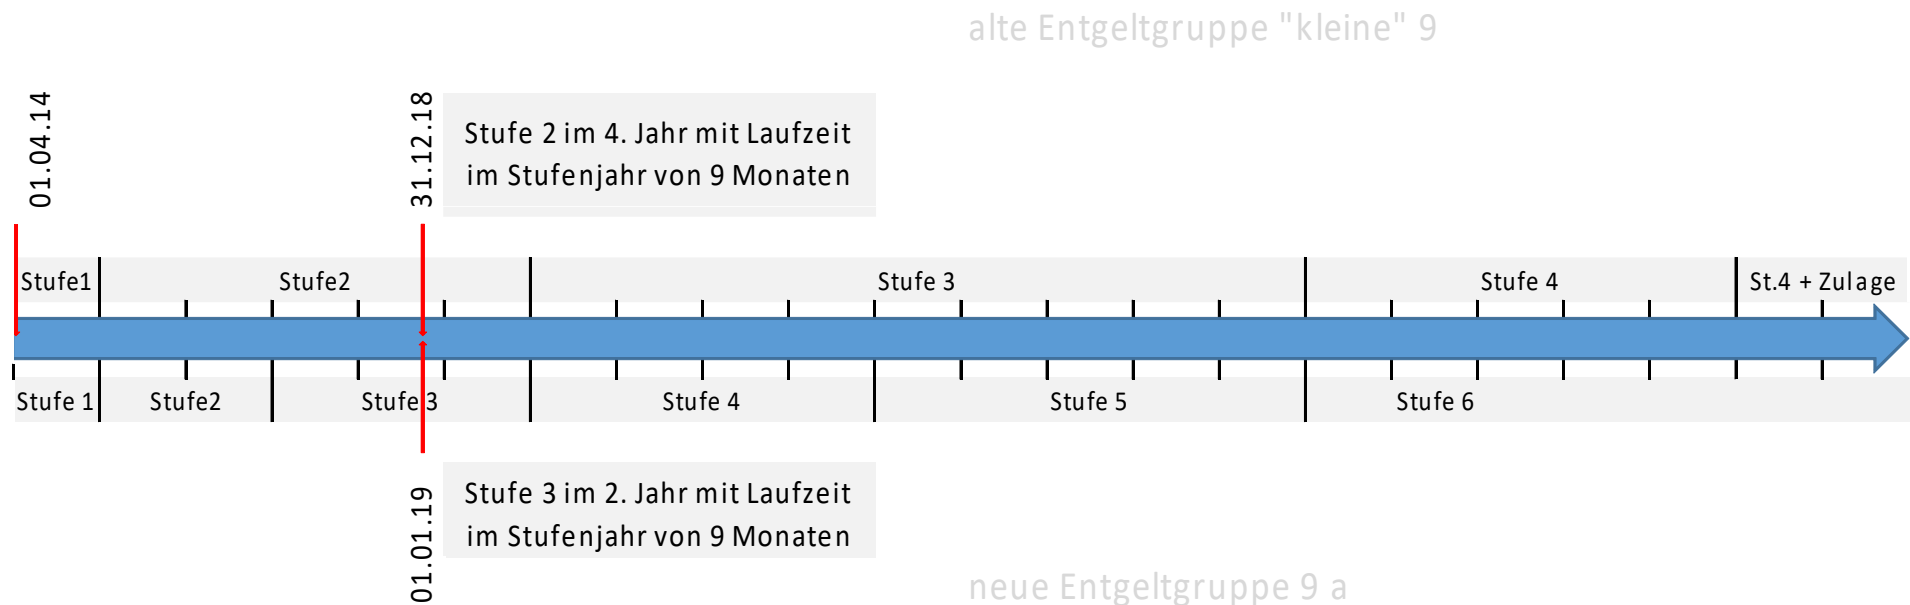 alte Entgeltgruppe "kleine" 9
01.04.14
31.12.18
Stufe 2 im 4. Jahr mit Laufzeit
im Stufenjahr von 9 Monaten
Stufe1 Stufe2 Stufe 3 Stufe 4 St.4 + Zulage
Stufe 1 Stufe2 Stufe 3 Stufe 4 Stufe 5 Stufe 6
01.01.19
Stufe 3 im 2. Jahr mit Laufzeit
im Stufenjahr von 9 Monaten
neue Entgeltgruppe 9 a